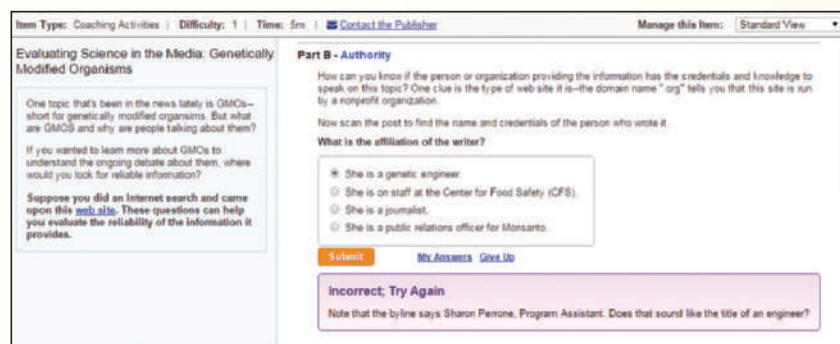 Item Type: Coaching Activities | Difficulty: 1 | Time: 5m | Contact the Publisher
Manage this Item: Standard View
Evaluating Science in the Media: Genetically
Modified Organisms
One topic that's been in the news lately is GMOs--
short for genetically modified organsims. But what
are GMOS and why are people talking about them?
If you wanted to learn more about GMOs to
understand the ongoing debate about them, where
would you look for reliable information?
Suppose you did an Internet search and came
upon this web site. These questions can help
you evaluate the reliability of the information it
provides.
Part B - Authority
How can you know if the person or organization providing the information has the credentials and knowledge to
speak on this topic? One clue is the type of web site it is--the domain name ".org" tells you that this site is run
by a nonprofit organization.
Now scan the post to find the name and credentials of the person who wrote it.
What is the affiliation of the writer?
She is a genetic engineer.
She is on staff at the Center for Food Safety (CFS).
She is a journalist.
She is a public relations officer for Monsanto.
Submit
My Answers Give Up
Incorrect; Try Again
Note that the byline says Sharon Perrone, Program Assistant. Does that sound like the title of an engineer?